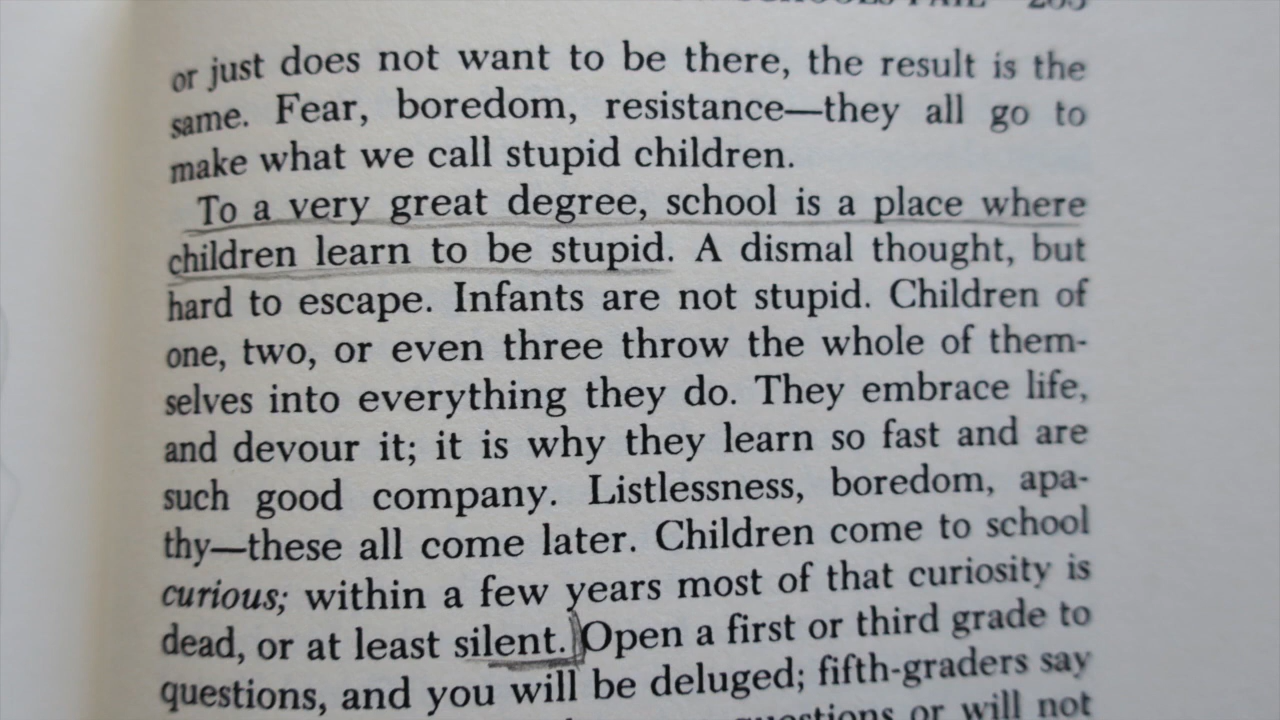 or just does not want to be there, the result is the
same. Fear, boredom, resistance—they all go to
make what we call stupid children.
To a very great degree, school is a place where
children learn to be stupid. A dismal thought, but
hard to escape. Infants are not stupid. Children of
one, two, or even three throw the whole of them-
selves into everything they do. They embrace life,
and devour it; it is why they learn so fast and are
such good company. Listlessness, boredom, apa-
thy—these all come later. Children come to school
curious; within a few years most of that curiosity is
dead, or at least silent. Open a first or third grade to
questions, and you will be deluged; fifth-graders say
questions or will not